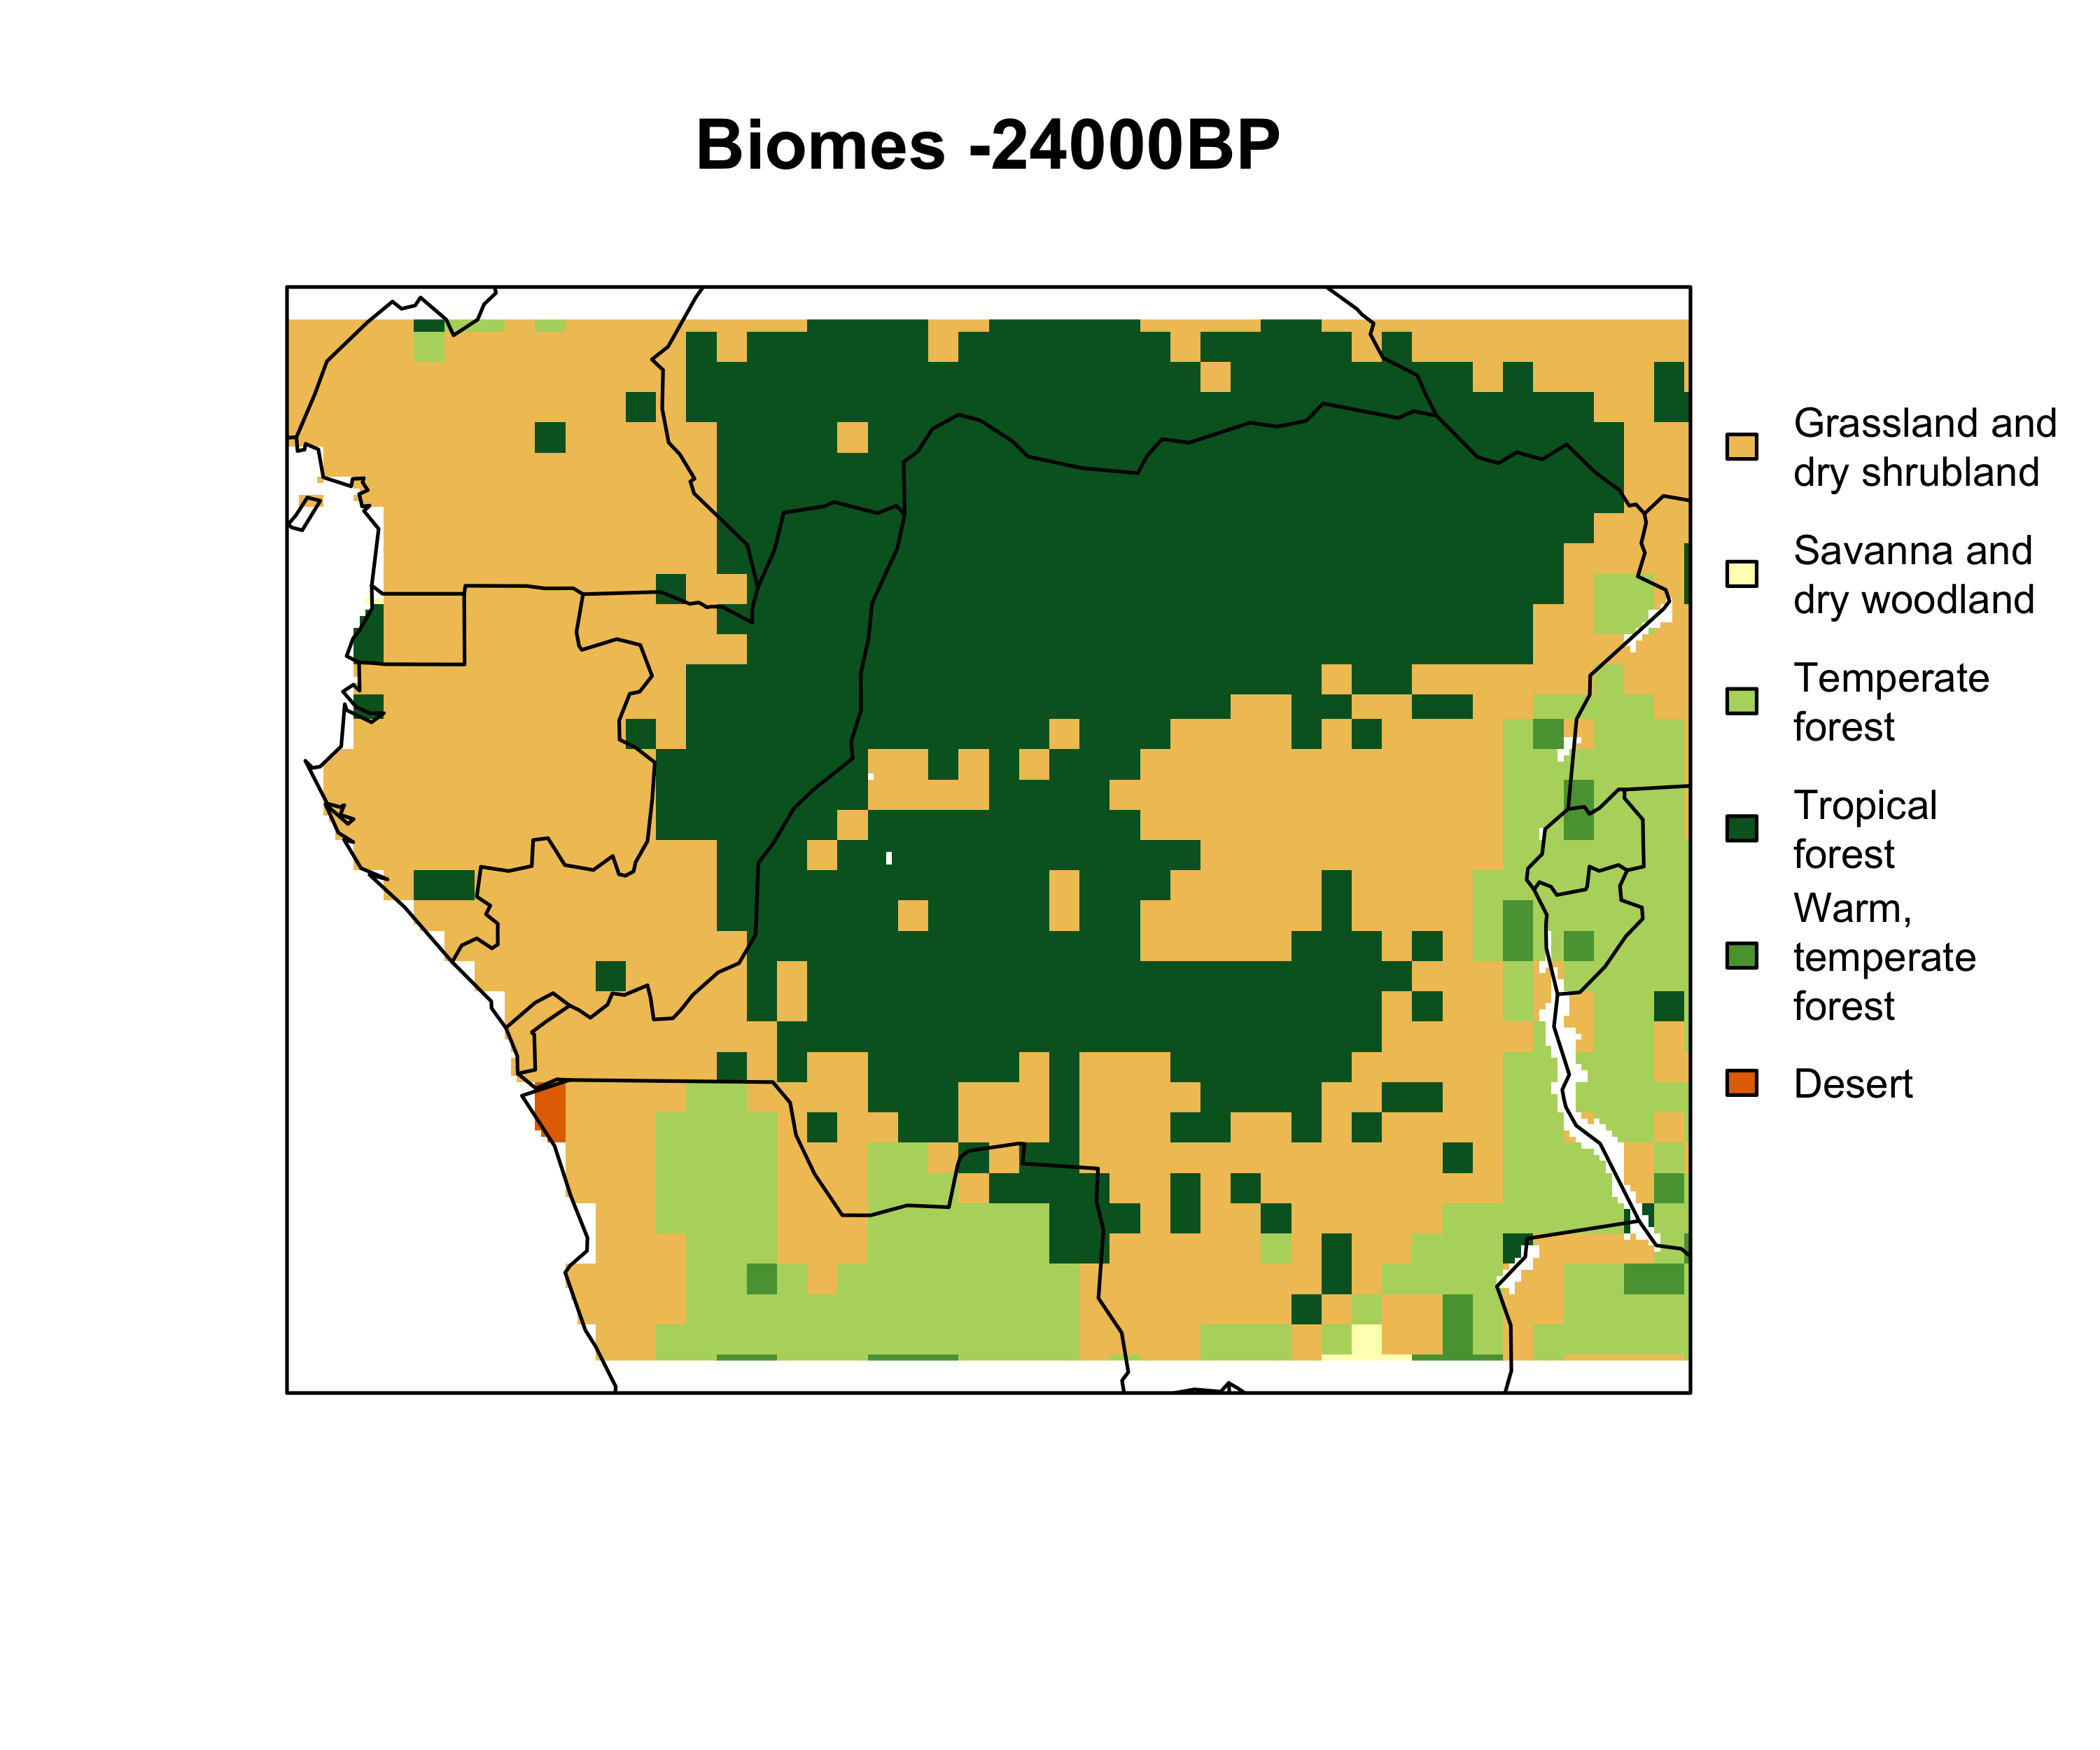 Biomes -24000BP
Grassland and
dry shrubland
Savanna and
dry woodland
Temperate
forest
Tropical
forest
Warm,
temperate
forest
Desert